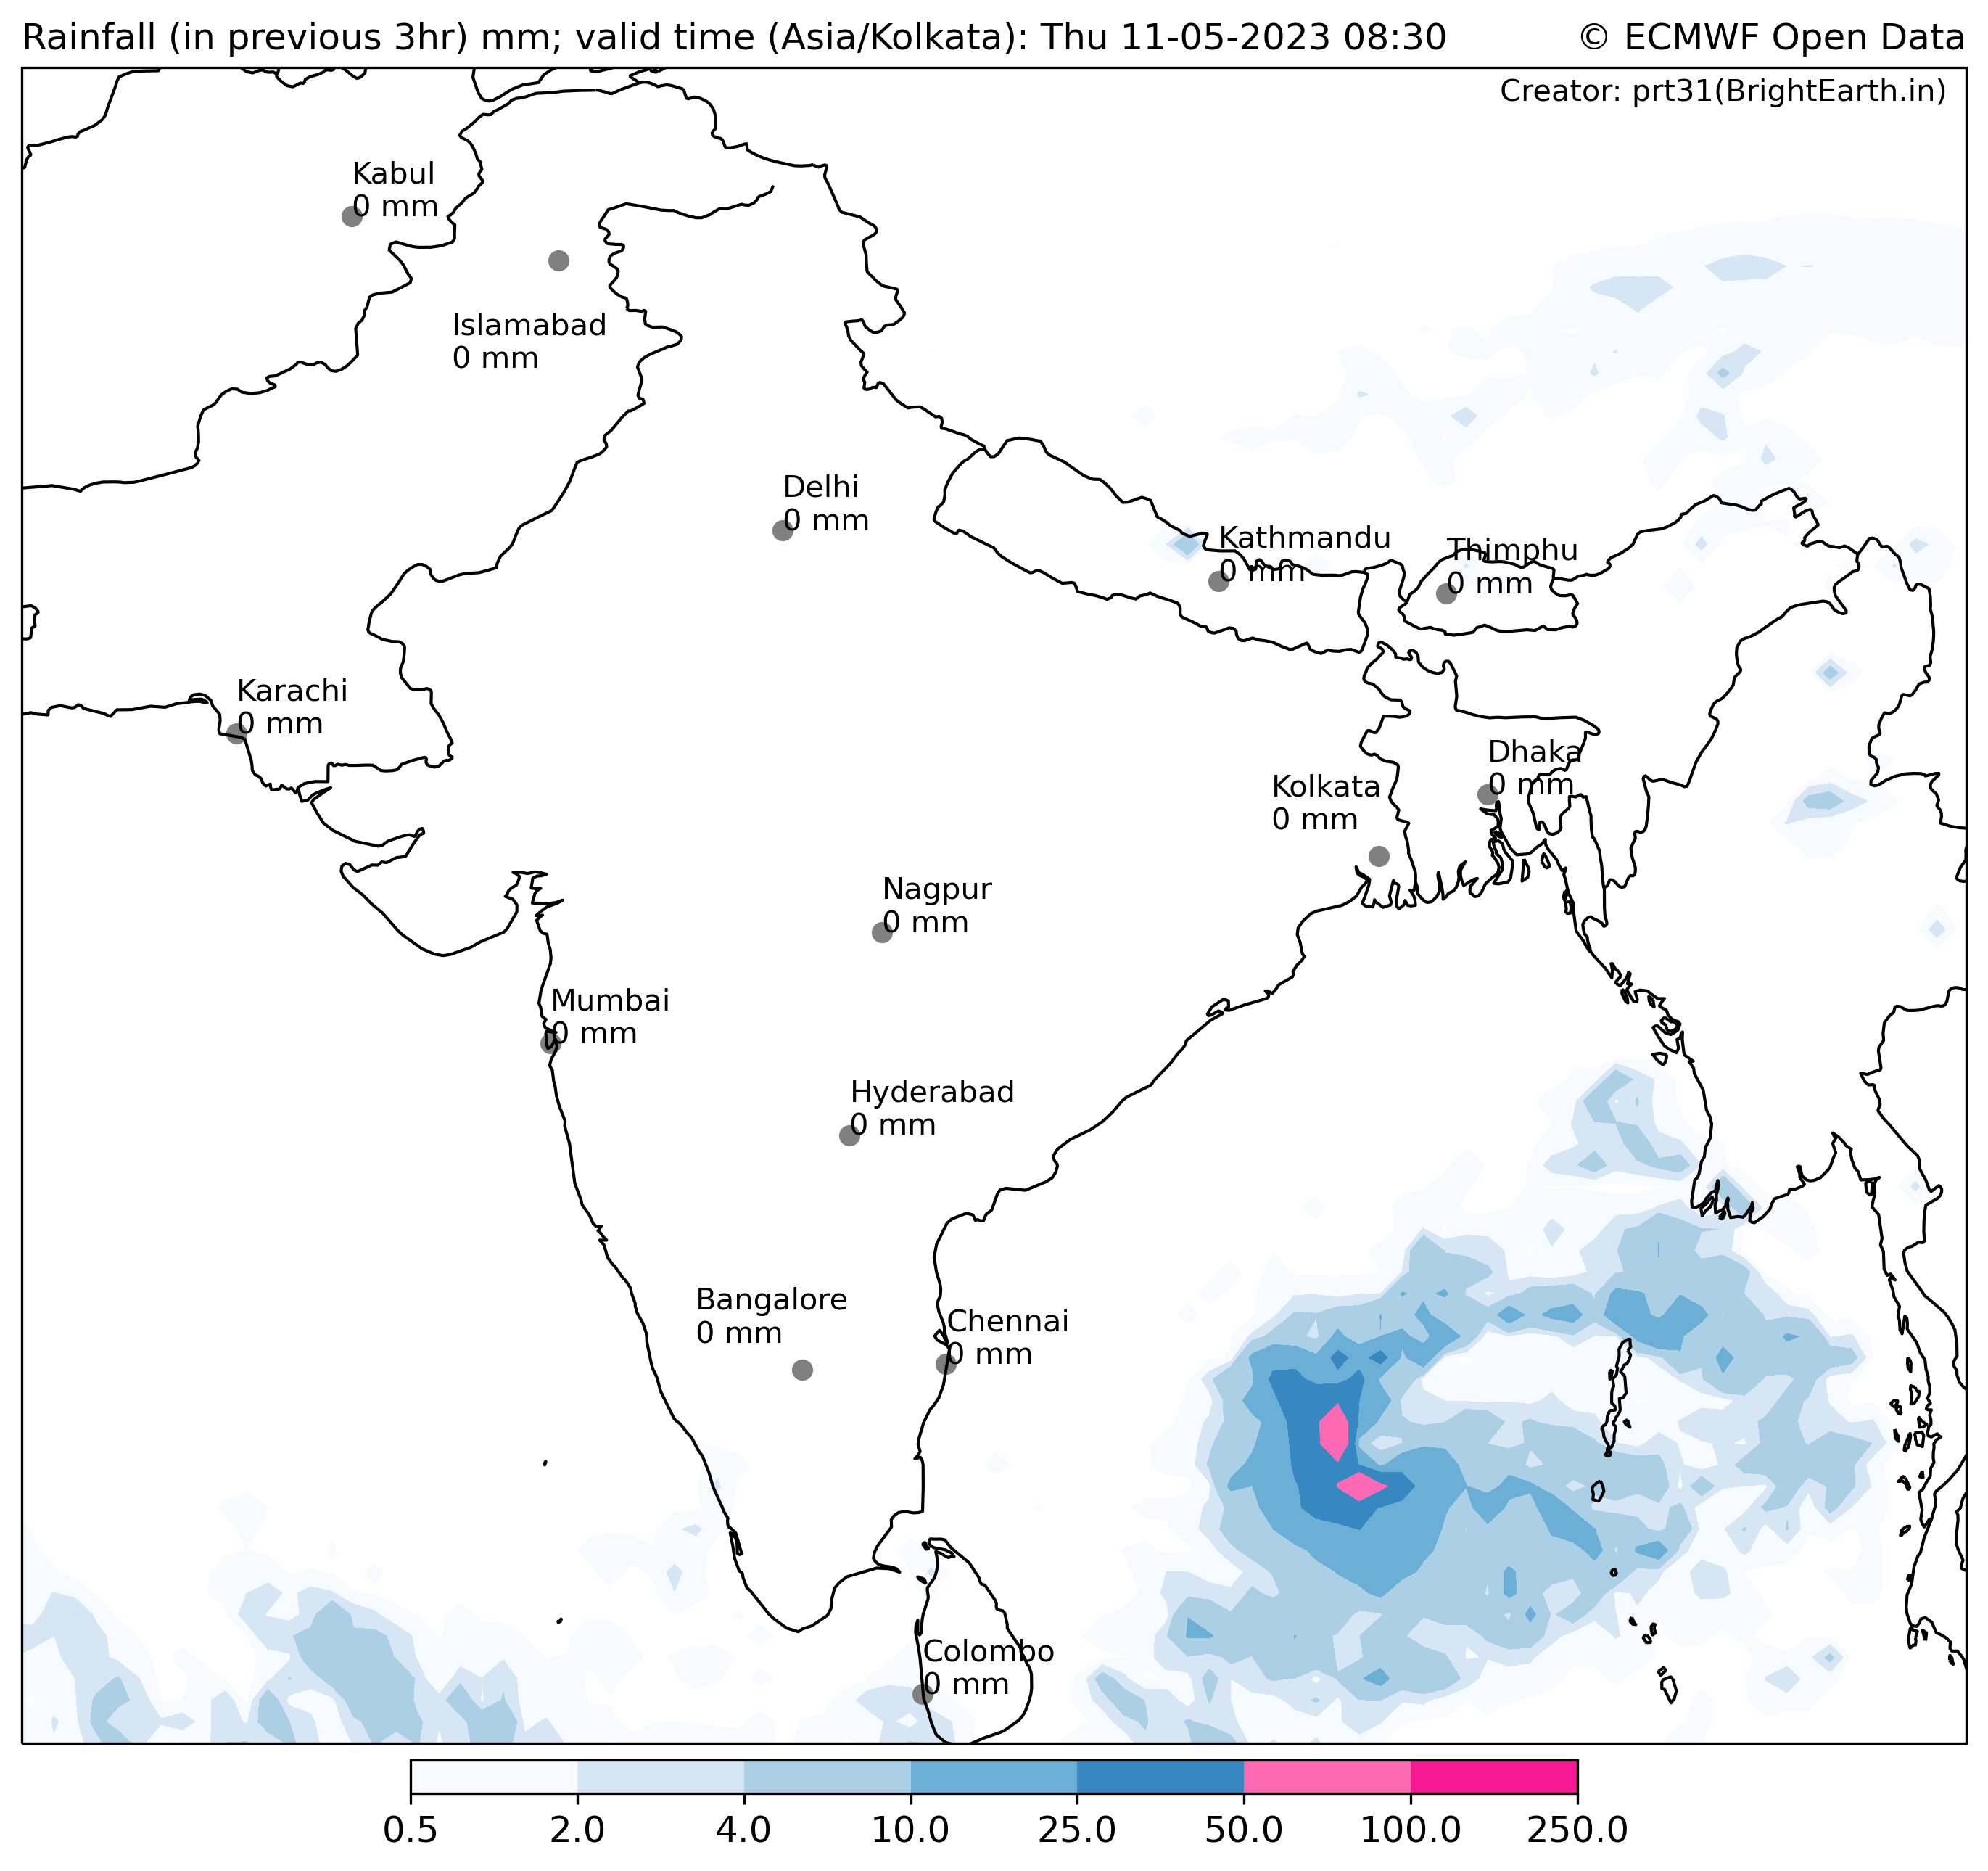 Rainfall (in previous 3hr) mm; valid time (Asia/Kolkata): Thu 11-05-2023 08:30
© ECMWF Open Data
Creator: prt31(BrightEarth.in)
Kabul
0 mm
Islamabad
0 mm
Delhi
0 mm
Kathmandu
0 mm
Thimphu
0 mm
Karachi
0 mm
Dhaka
0 mm
Kolkata
0 mm
Nagpur
0 mm
Mumbai
0 mm
Hyderabad
0 mm
Bangalore
0 mm
Chennai
0 mm
Colombo
0 mm
0.5 2.0 4.0 10.0 25.0 50.0 100.0 250.0